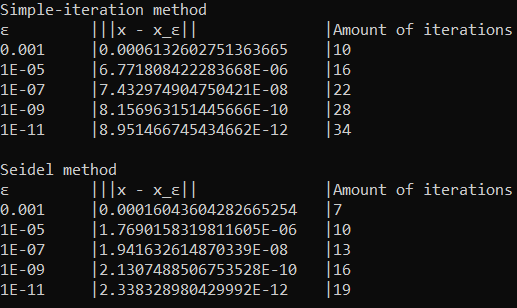 Simple-iteration method
ε |||x - x_ε|| |Amount of iterations
0.001 |0.0006132602751363665 |10
1E-05 |6.771808422283668E-06 |16
1E-07 |7.432974904750421E-08 |22
1E-09 |8.156963151445666E-10 |28
1E-11 |8.951466745434662E-12 |34
Seidel method
ε |||x - x_ε|| |Amount of iterations
0.001 |0.00016043604282665254 |7
1E-05 |1.7690158319811605E-06 |10
1E-07 |1.941632614870339E-08 |13
1E-09 |2.1307488506753528E-10 |16
1E-11 |2.338328980429992E-12 |19